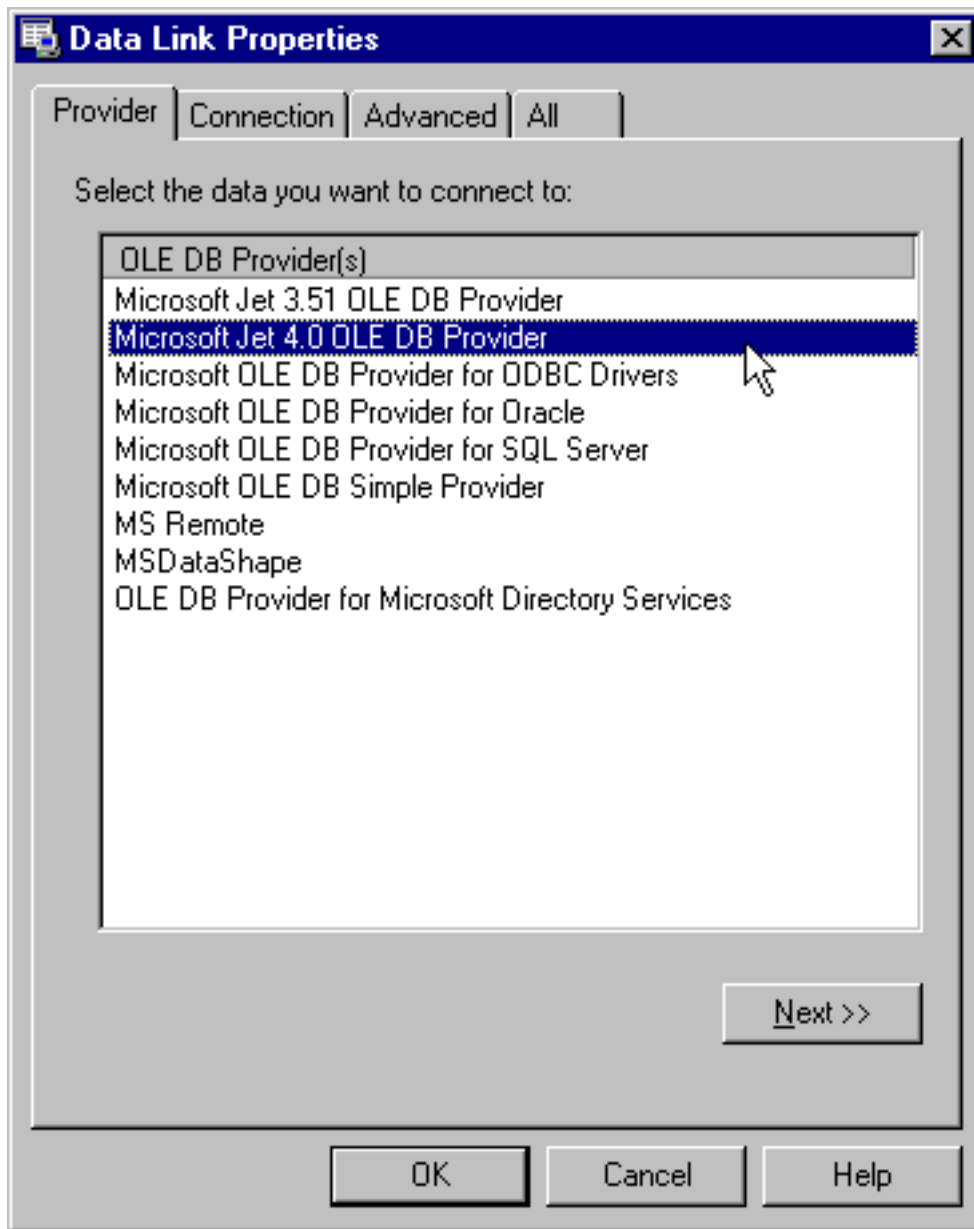 Data Link Properties
Provider Connection Advanced All
Select the data you want to connect to:
OLE DB Provider(s)
Microsoft Jet 3.51 OLE DB Provider
Microsoft Jet 4.0 OLE DB Provider
Microsoft OLE DB Provider for ODBC Drivers
Microsoft OLE DB Provider for Oracle
Microsoft OLE DB Provider for SQL Server
Microsoft OLE DB Simple Provider
MS Remote
MSDataShape
OLE DB Provider for Microsoft Directory Services
Next >>
OK Cancel Help